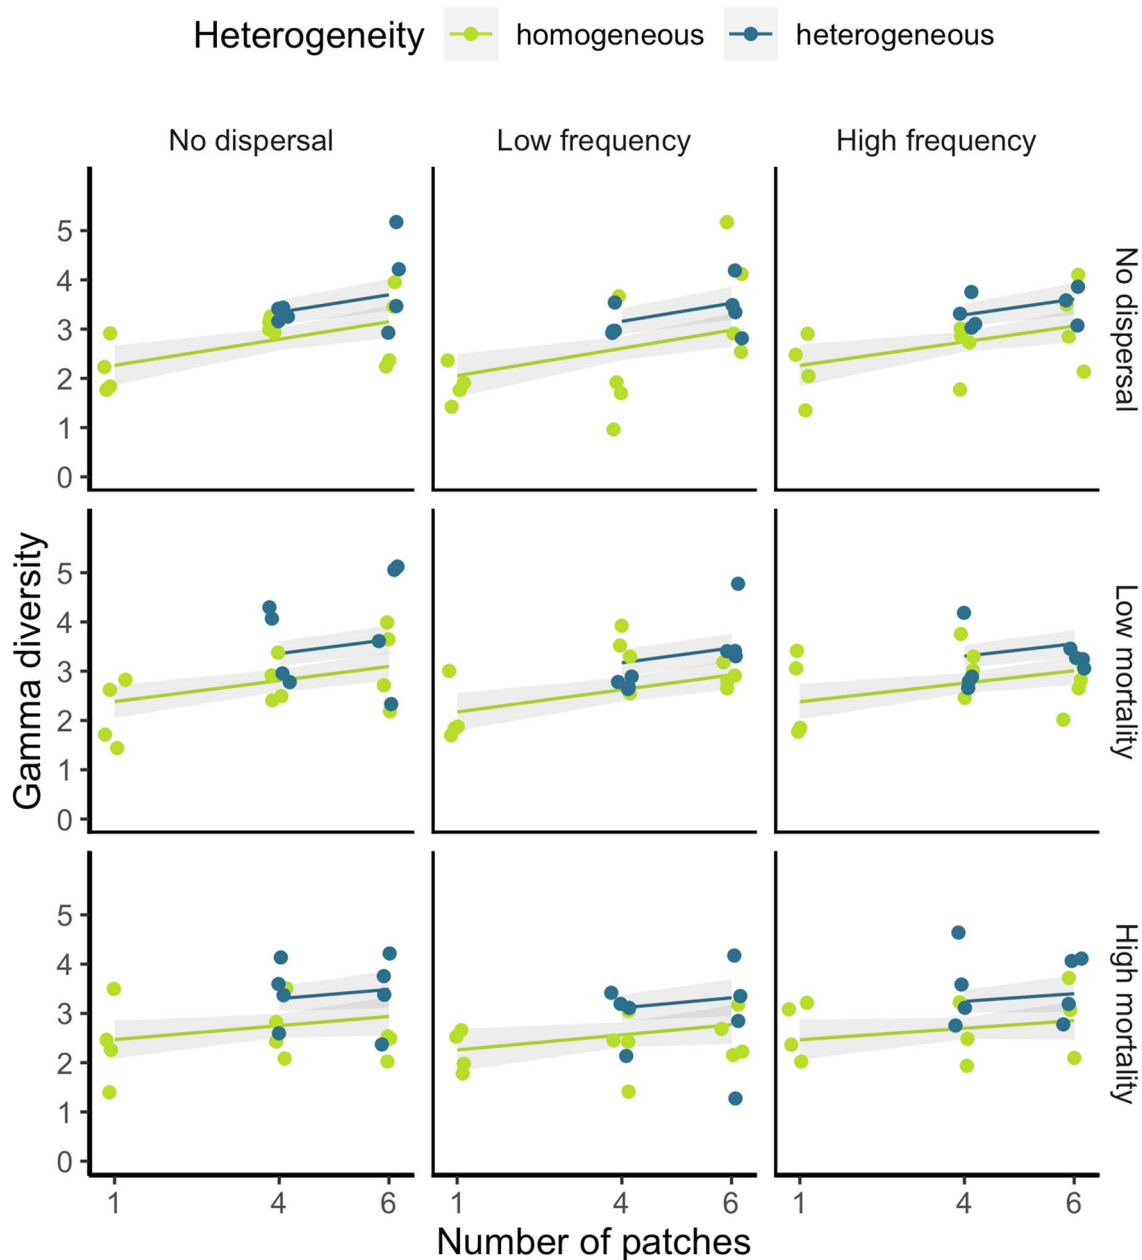 Heterogeneity homogeneous heterogeneous
No dispersal Low frequency High frequency
5
4
3
2
1
0
No dispersal
5
4
3
2
1
0
Low mortality
5
4
3
2
1
0
High mortality
Gamma diversity
1 4 6 1 4 6 1 4 6
Number of patches